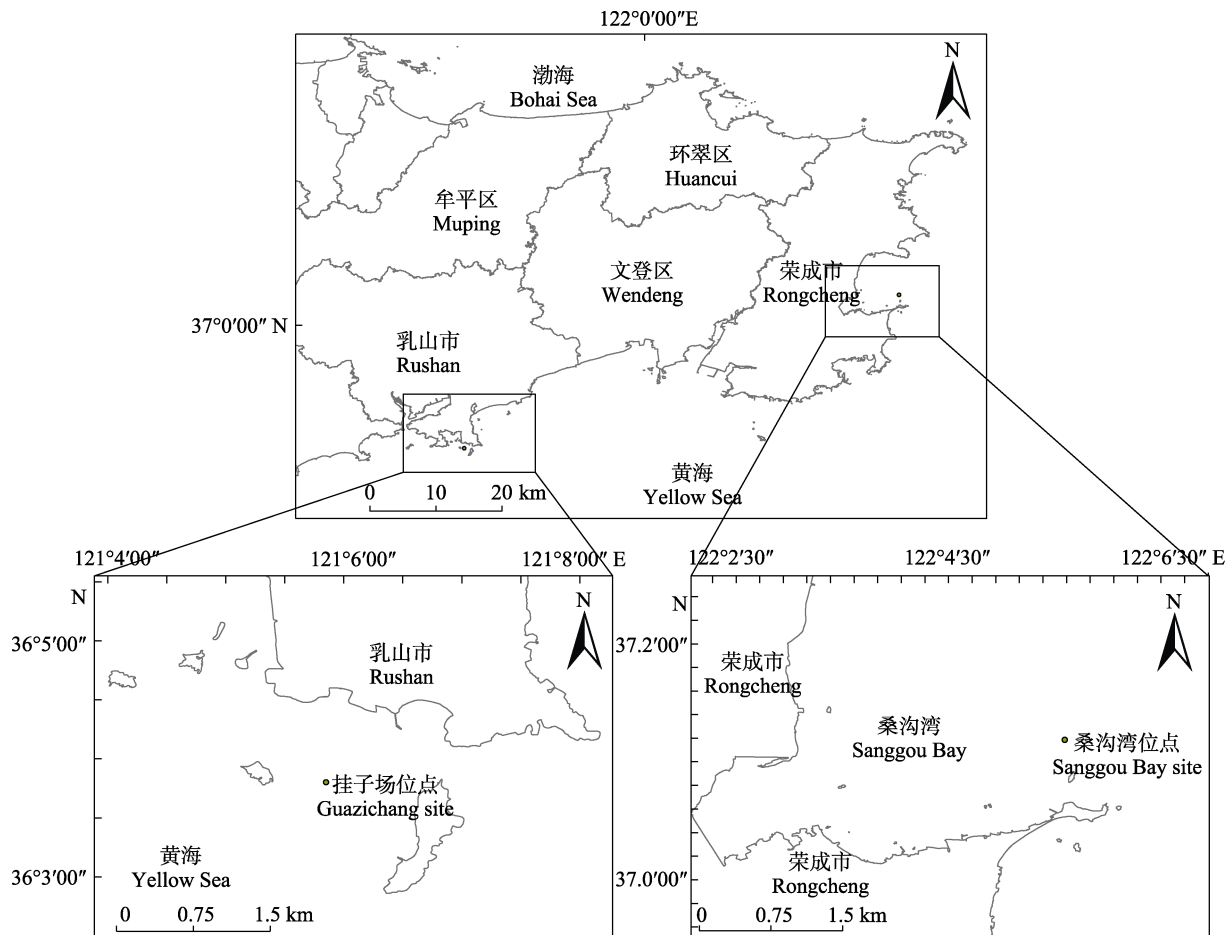 122°0′00″E
N
渤海
Bohai Sea
环翠区
Huancui
牟平区
Muping
文登区
Wendeng
荣成市
Rongcheng
37°0′00″ N
乳山市
Rushan
黄海
Yellow Sea
0 10 20 km
121°4′00″ 121°6′00″ 121°8′00″ E
N
N
36°5′00″
乳山市
Rushan
挂子场位点
Guazichang site
黄海
Yellow Sea
36°3′00″
0 0.75 1.5 km
122°2′30″ 122°4′30″ 122°6′30″ E
N
N
37.2′00″
荣成市
Rongcheng
桑沟湾
Sanggou Bay
桑沟湾位点
Sanggou Bay site
荣成市
Rongcheng
37.0′00″
0 0.75 1.5 km